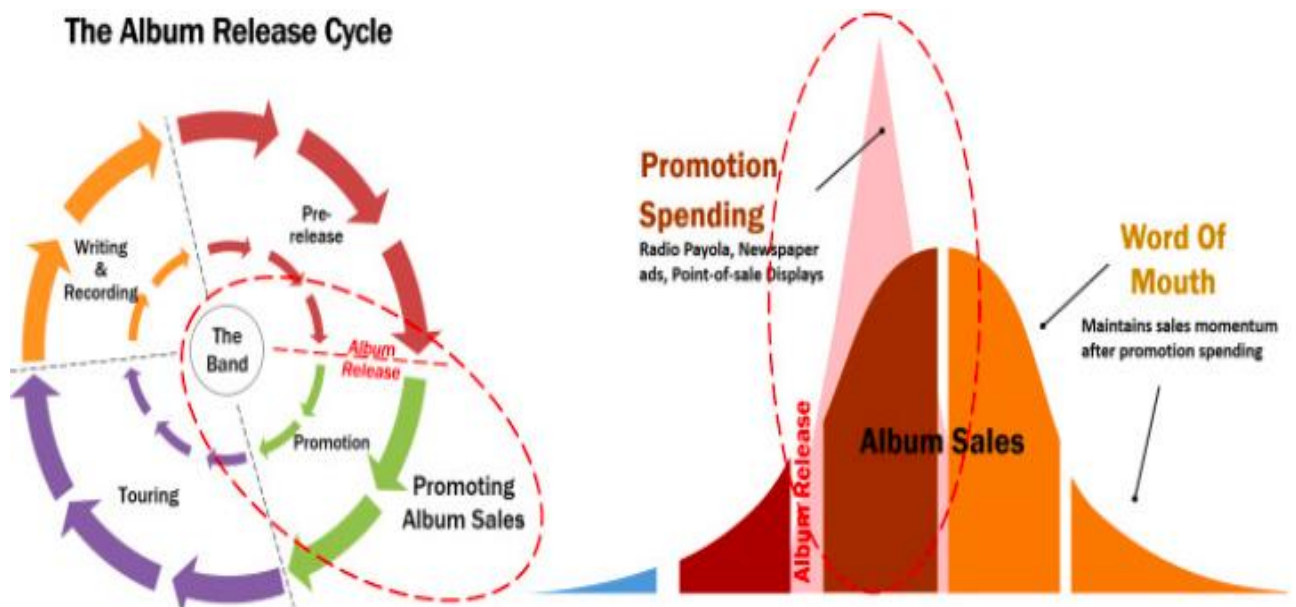 The Album Release Cycle
Pre-
release
Writing
&
Recording
The
Band
Album
Release
Promotion
Touring
Promoting
Album Sales
Promotion
Spending
Radio Payola, Newspaper
ads, Point-of-sale Displays
Word Of
Mouth
Maintains sales momentum
after promotion spending
Album Sales
Album Release